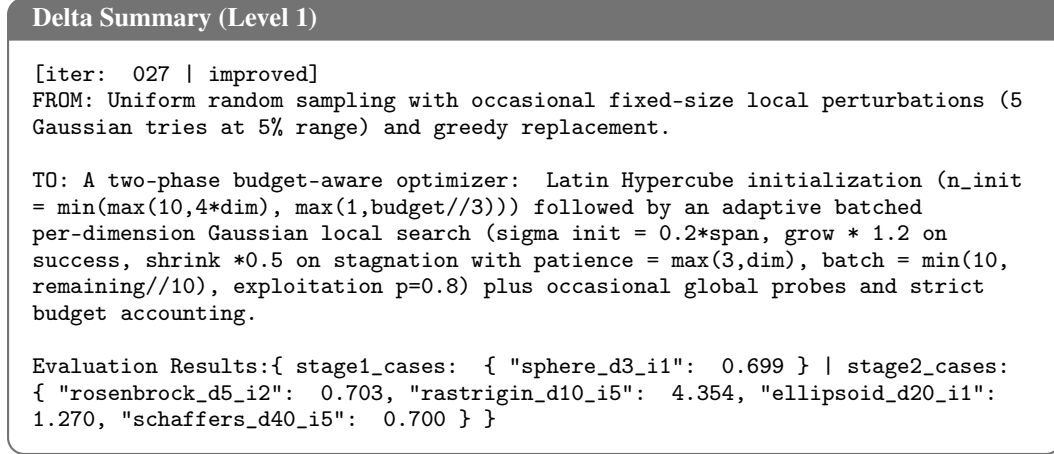 Delta Summary (Level 1)
[iter: 027 | improved]
FROM: Uniform random sampling with occasional fixed-size local perturbations (5
Gaussian tries at 5% range) and greedy replacement.
TO: A two-phase budget-aware optimizer: Latin Hypercube initialization (n_init
= min(max(10,4*dim), max(1,budget//3))) followed by an adaptive batched
per-dimension Gaussian local search (sigma init = 0.2*span, grow * 1.2 on
success, shrink *0.5 on stagnation with patience = max(3,dim), batch = min(10,
remaining//10), exploitation p=0.8) plus occasional global probes and strict
budget accounting.
Evaluation Results:{ stage1_cases: { "sphere_d3_i1": 0.699 } | stage2_cases:
{ "rosenbrock_d5_i2": 0.703, "rastrigin_d10_i5": 4.354, "ellipsoid_d20_i1":
1.270, "schaffers_d40_i5": 0.700 } }